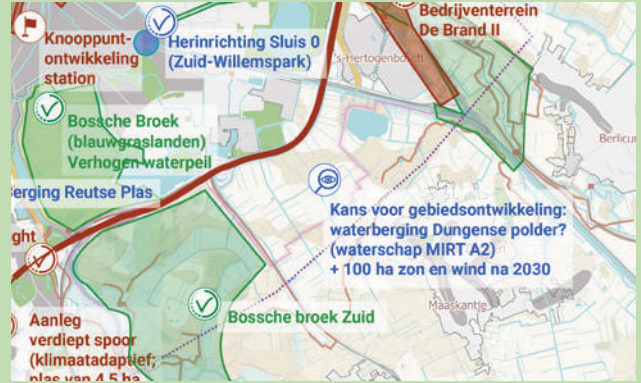 Bedrijventerrein
De Brand II
Knooppunt-
ontwikkeling
station
Herinrichting Sluis 0
(Zuid-Willemspark)
's-Hertogenbosch
Bossche Broek
(blauwgraslanden)
Verhogen waterpeil
Berlicum
Berging Reutse Plas
Kans voor gebiedsontwikkeling:
waterberging Dungense polder?
(waterschap MIRT A2)
+ 100 ha zon en wind na 2030
ght
Maaskantje
Bossche broek Zuid
Aanleg
verdiept spoor
(klimaatadaptief;
plas van 4,5 ha